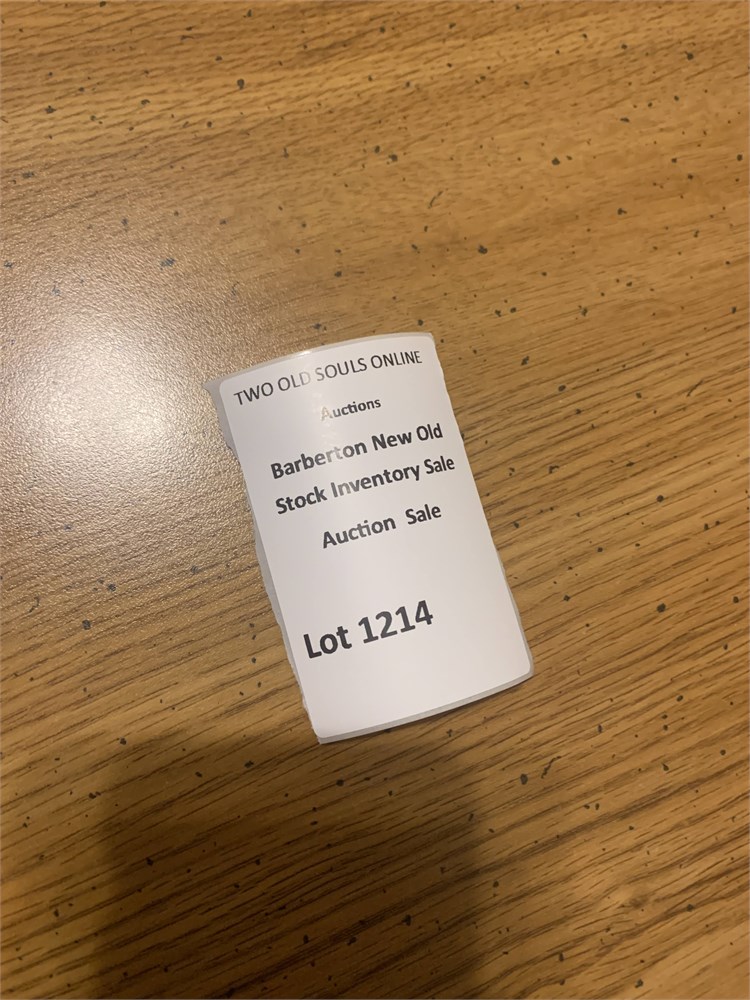 TWO OLD SOULS ONLINE
Auctions
Barberton New Old
Stock Inventory Sale
Auction Sale
Lot 1214